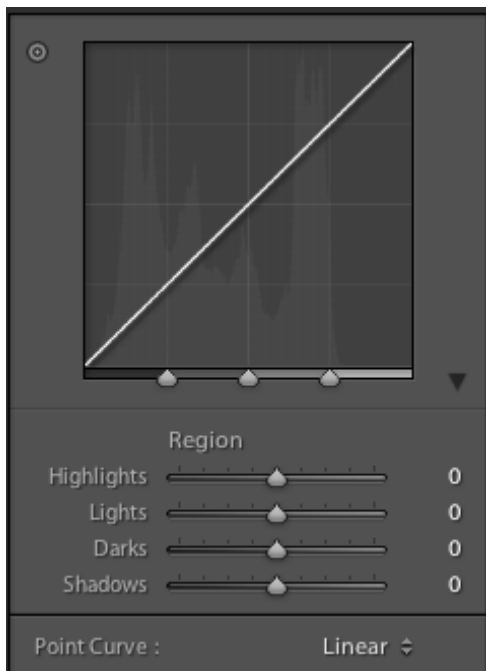 Region
Highlights 0
Lights 0
Darks 0
Shadows 0
Point Curve : Linear